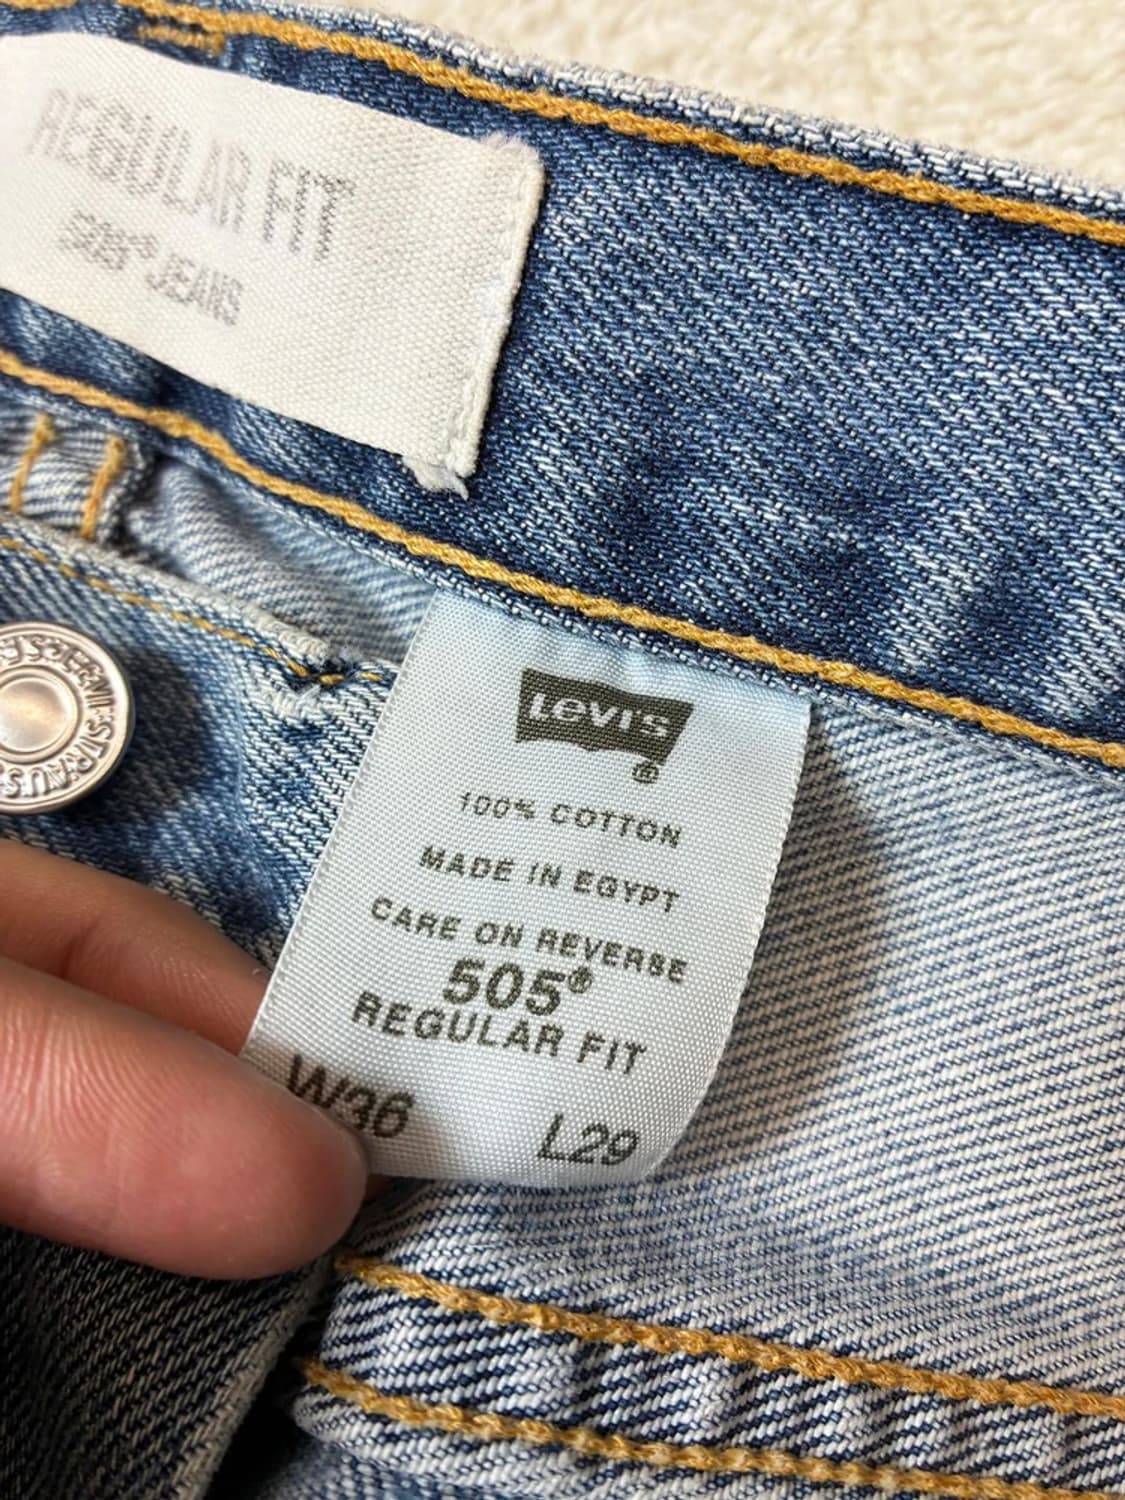 REGULAR FIT
505® JEANS
Levi's
®
100% COTTON
MADE IN EGYPT
CARE ON REVERSE
505®
REGULAR FIT
W36 L29